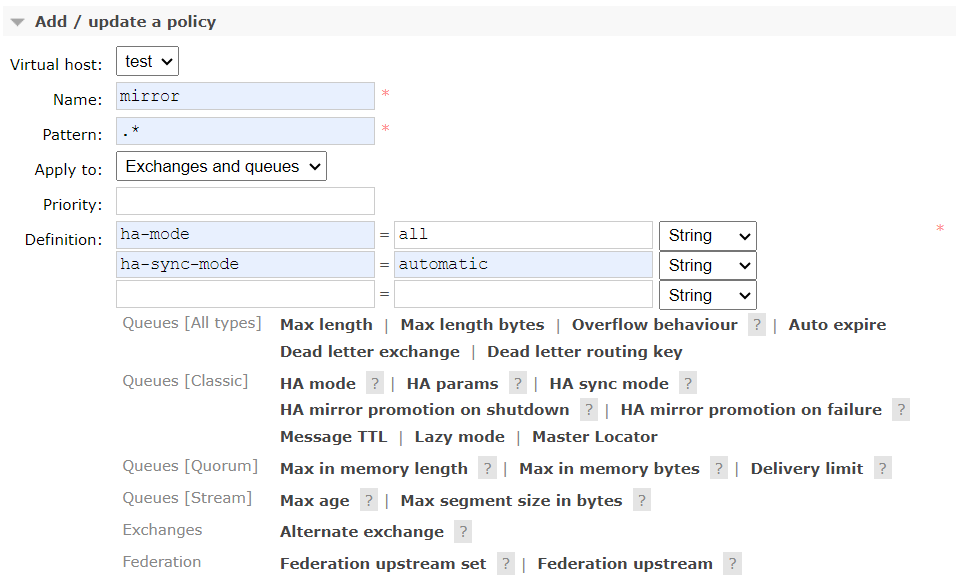 Add / update a policy
Virtual host: test
Name: mirror *
Pattern: .* *
Apply to: Exchanges and queues
Priority:
Definition: ha-mode = all String *
ha-sync-mode = automatic String
= String
Queues [All types] Max length | Max length bytes | Overflow behaviour ? | Auto expire
Dead letter exchange | Dead letter routing key
Queues [Classic] HA mode ? | HA params ? | HA sync mode ?
HA mirror promotion on shutdown ? | HA mirror promotion on failure ?
Message TTL | Lazy mode | Master Locator
Queues [Quorum] Max in memory length ? | Max in memory bytes ? | Delivery limit ?
Queues [Stream] Max age ? | Max segment size in bytes ?
Exchanges Alternate exchange ?
Federation Federation upstream set ? | Federation upstream ?